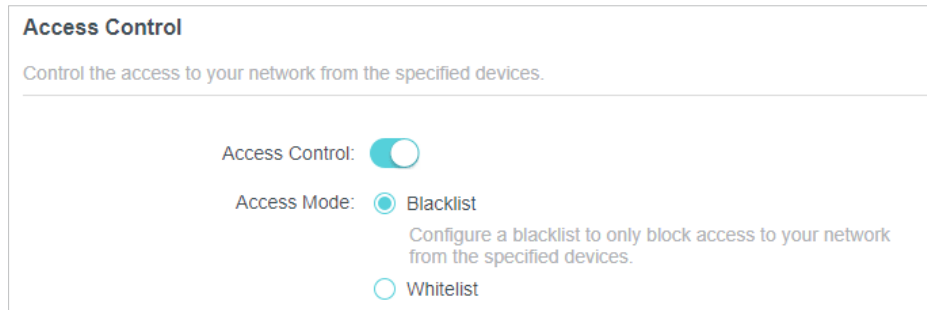 Access Control
Control the access to your network from the specified devices.
Access Control:
Access Mode: Blacklist
Configure a blacklist to only block access to your network
from the specified devices.
Whitelist